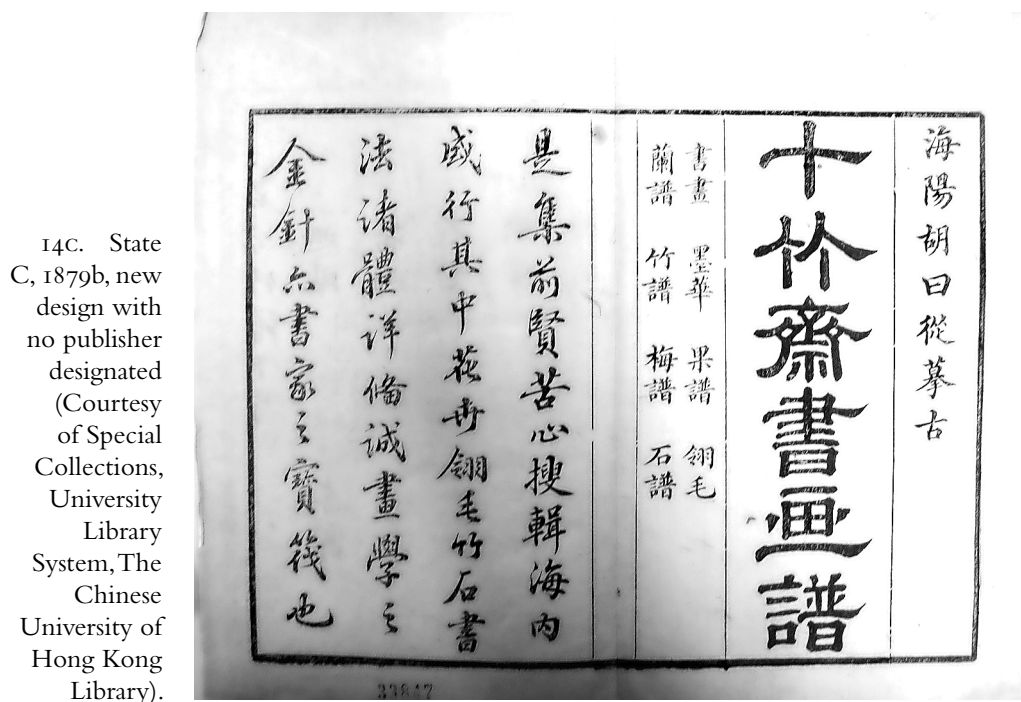 14C. State
C, 1879b, new
design with
no publisher
designated
(Courtesy
of Special
Collections,
University
Library
System, The
Chinese
University of
Hong Kong
Library).
海陽胡曰從摹古
十竹齋書画譜
書畫 墨華 果譜 翎毛
蘭譜 竹譜 梅譜 石譜
是集前賢苦心搜輯海内
盛行其中花卉翎毛竹石書
法諸體详俻誠畫學之
金針亦書家之寶筏也
33847